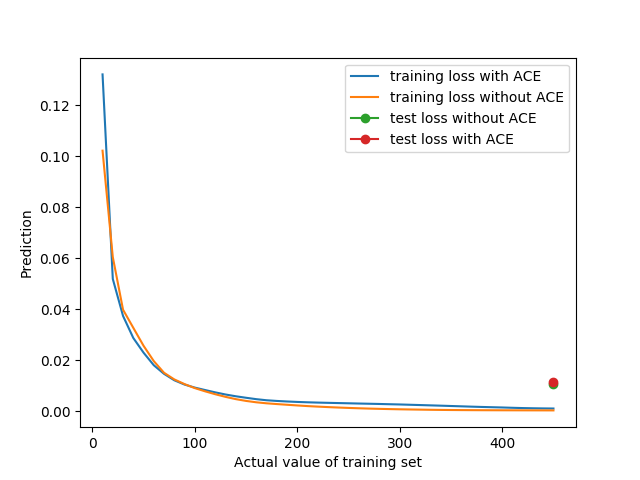 training loss with ACE
training loss without ACE
test loss without ACE
test loss with ACE
0.12
0.10
0.08
0.06
0.04
0.02
0.00
Prediction
0 100 200 300 400
Actual value of training set